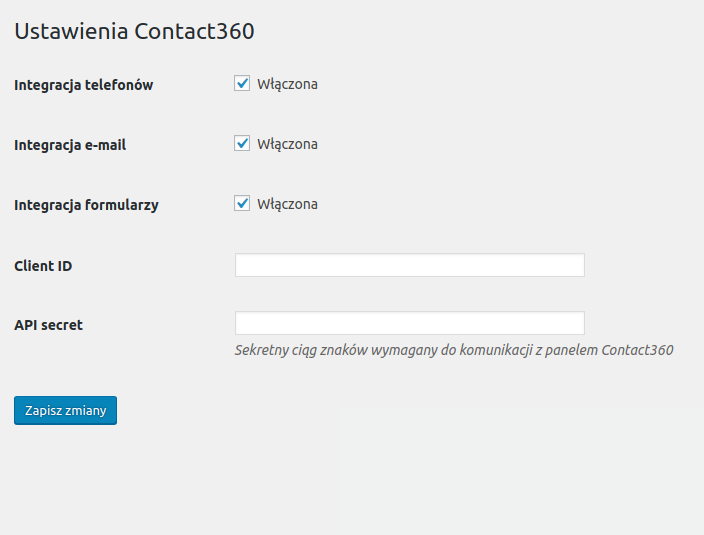 Ustawienia Contact360
Integracja telefonów Włączona
Integracja e-mail Włączona
Integracja formularzy Włączona
Client ID
API secret
Sekretny ciąg znaków wymagany do komunikacji z panelem Contact360
Zapisz zmiany